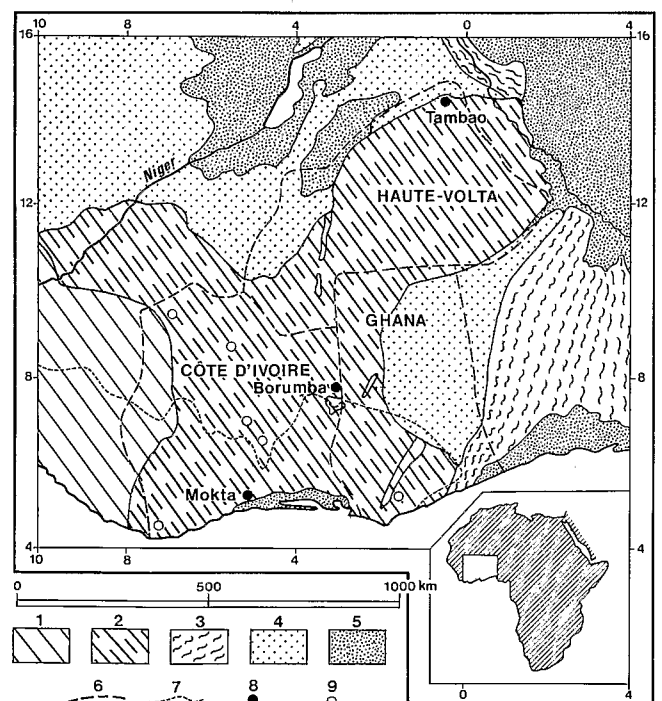 10 8 4 0 4
16 16
Niger
Tambao
HAUTE-VOLTA
12 12
10
GHANA
CÔTE D'IVOIRE
8 8
Borumba
Mokta
4 4
10 8 4
0 500 1000 km
1 2 3 4 5
6 7 8 9
0 4